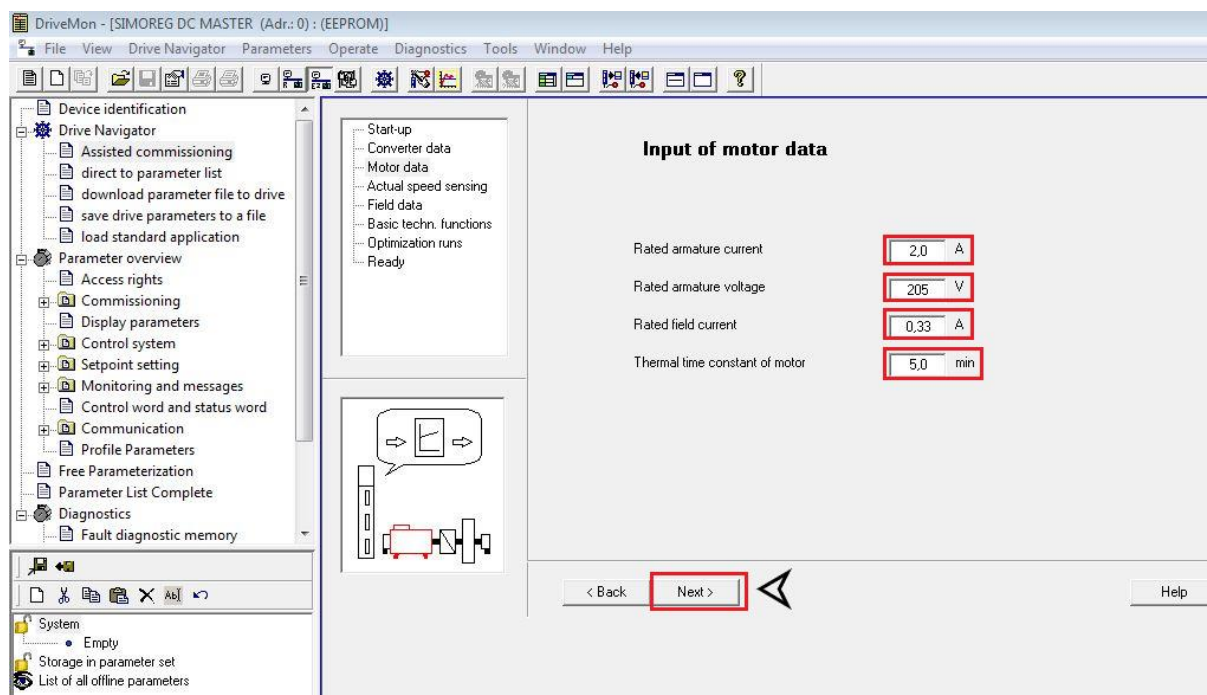 DriveMon - [SIMOREG DC MASTER (Adr.: 0) : (EEPROM)]
File View Drive Navigator Parameters Operate Diagnostics Tools Window Help
Device identification
Drive Navigator
Assisted commissioning
direct to parameter list
download parameter file to drive
save drive parameters to a file
load standard application
Parameter overview
Access rights
Commissioning
Display parameters
Control system
Setpoint setting
Monitoring and messages
Control word and status word
Communication
Profile Parameters
Free Parameterization
Parameter List Complete
Diagnostics
Fault diagnostic memory
System
Empty
Storage in parameter set
List of all offline parameters
Start-up
Converter data
Motor data
Actual speed sensing
Field data
Basic techn. functions
Optimization runs
Ready
Input of motor data
Rated armature current 2,0 A
Rated armature voltage 205 V
Rated field current 0,33 A
Thermal time constant of motor 5,0 min
< Back Next > Help